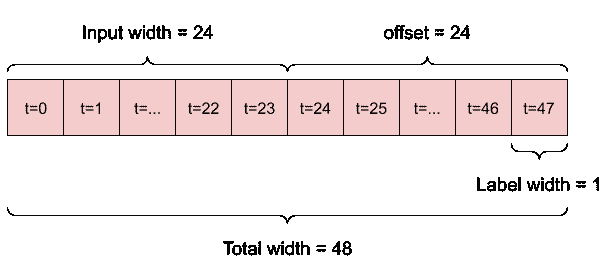 Input width = 24 offset = 24
t=0 t=1 t=... t=22 t=23 t=24 t=25 t=... t=46 t=47
Label width = 1
Total width = 48